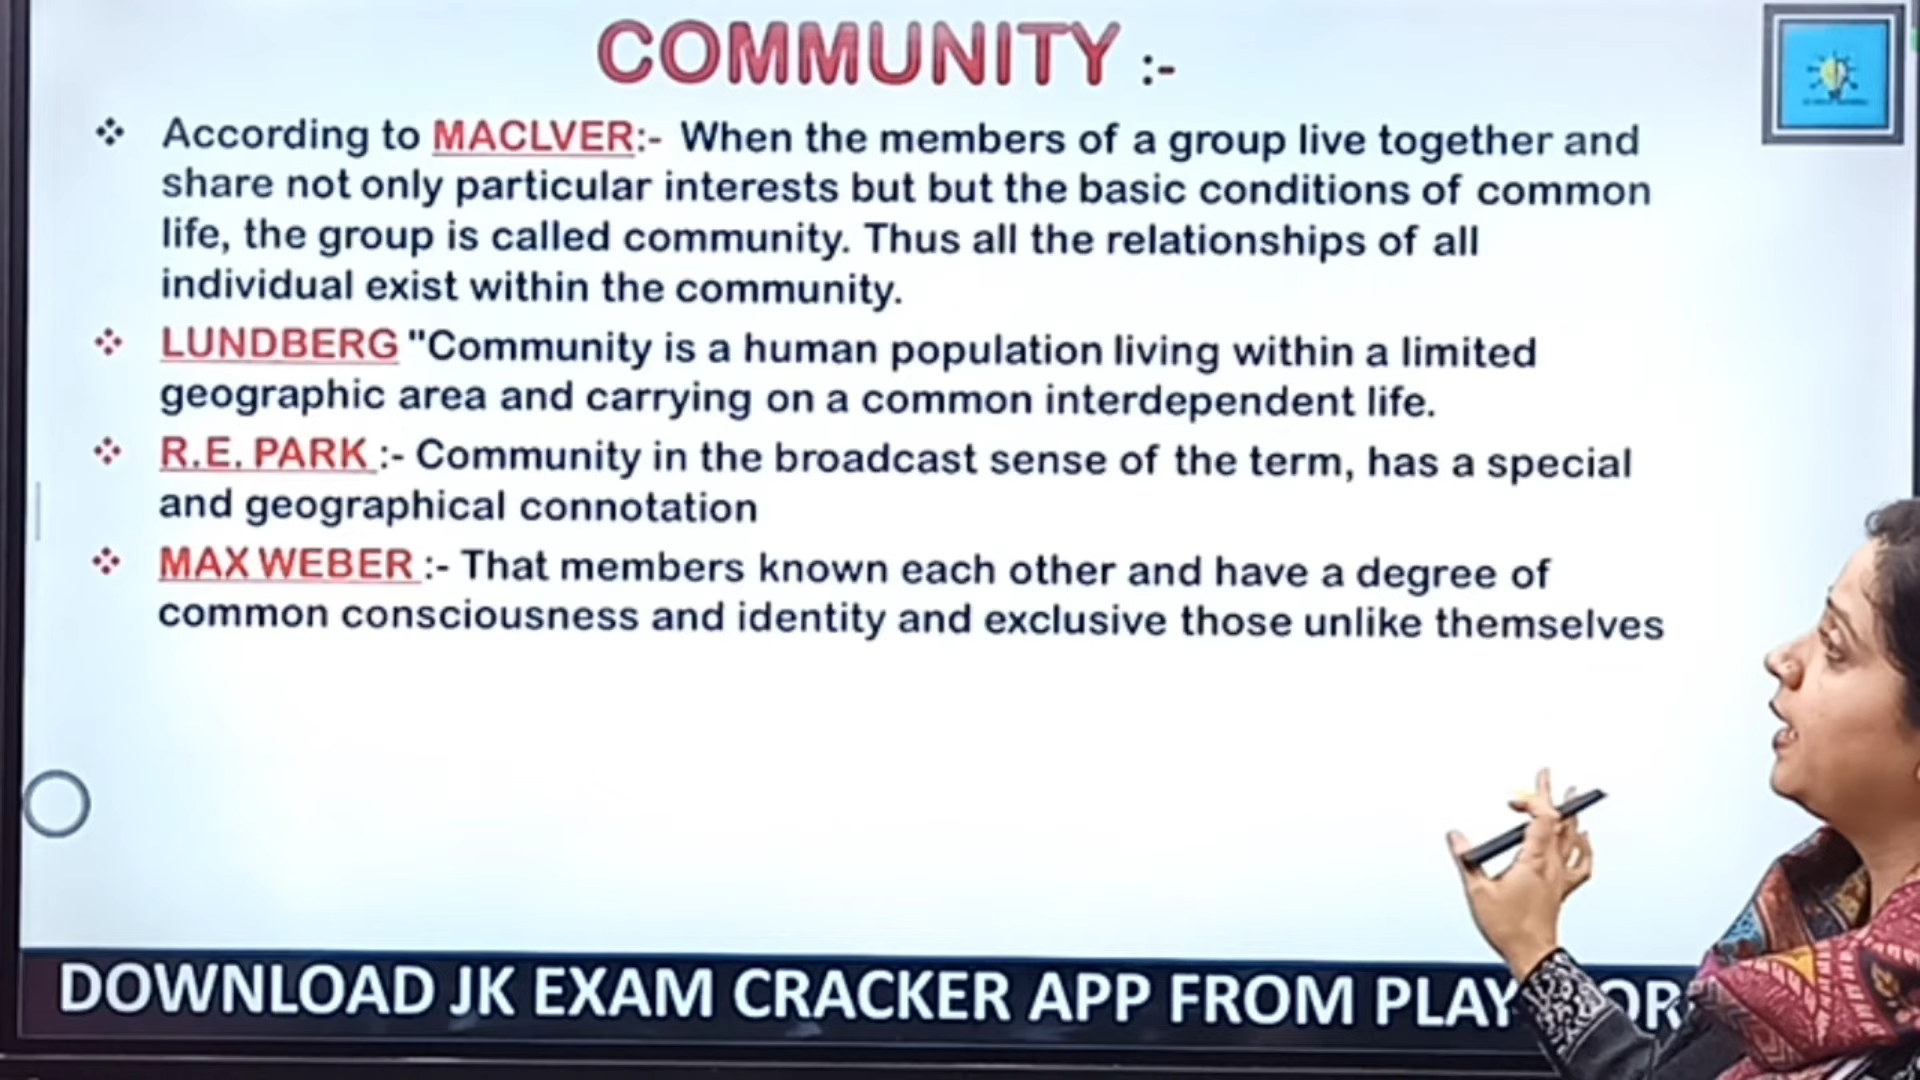 COMMUNITY :-
❖ According to MACLVER:- When the members of a group live together and
share not only particular interests but but the basic conditions of common
life, the group is called community. Thus all the relationships of all
individual exist within the community.
❖ LUNDBERG "Community is a human population living within a limited
geographic area and carrying on a common interdependent life.
❖ R.E. PARK :- Community in the broadcast sense of the term, has a special
and geographical connotation
❖ MAX WEBER :- That members known each other and have a degree of
common consciousness and identity and exclusive those unlike themselves
DOWNLOAD JK EXAM CRACKER APP FROM PLAY